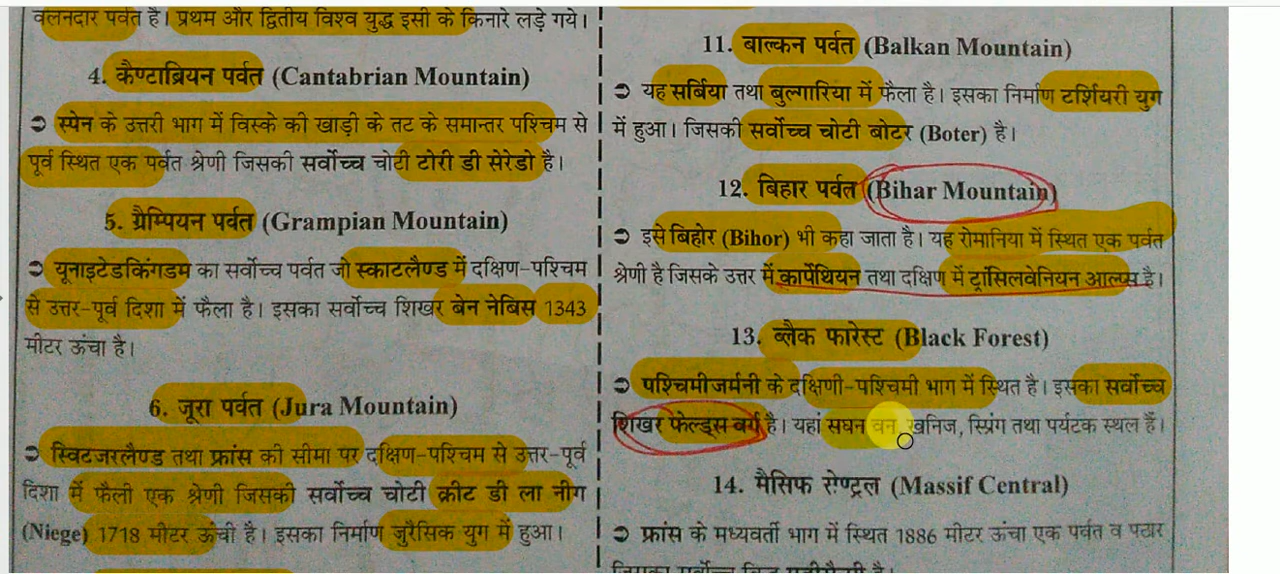 वलनदार पर्वत है। प्रथम और द्वितीय विश्व युद्ध इसी के किनारे लड़े गये।
4. कैण्टाब्रियन पर्वत (Cantabrian Mountain)
➲ स्पेन के उत्तरी भाग में विस्के की खाड़ी के तट के समान्तर पश्चिम से
पूर्व स्थित एक पर्वत श्रेणी जिसकी सर्वोच्च चोटी टोरी डी सेरेडो है।
5. ग्रैम्पियन पर्वत (Grampian Mountain)
➲ यूनाइटेडकिंगडम का सर्वोच्च पर्वत जो स्काटलैण्ड में दक्षिण-पश्चिम
से उत्तर-पूर्व दिशा में फैला है। इसका सर्वोच्च शिखर बेन नेबिस 1343
मीटर ऊंचा है।
6. जूरा पर्वत (Jura Mountain)
➲ स्विटजरलैण्ड तथा फ्रांस की सीमा पर दक्षिण-पश्चिम से उत्तर-पूर्व
दिशा में फैली एक श्रेणी जिसकी सर्वोच्च चोटी क्रीट डी ला नीग
(Niege) 1718 मीटर ऊंची है। इसका निर्माण जुरैसिक युग में हुआ।
11. बाल्कन पर्वत (Balkan Mountain)
➲ यह सर्बिया तथा बुल्गारिया में फैला है। इसका निर्माण टर्शियरी युग
में हुआ। जिसकी सर्वोच्च चोटी बोटर (Boter) है।
12. बिहार पर्वत (Bihar Mountain)
➲ इसे बिहोर (Bihor) भी कहा जाता है। यह रोमानिया में स्थित एक पर्वत
श्रेणी है जिसके उत्तर में कार्पेथियन तथा दक्षिण में ट्रांसिलवेनियन आल्प्स है।
13. ब्लैक फारेस्ट (Black Forest)
➲ पश्चिमीजर्मनी के दक्षिणी-पश्चिमी भाग में स्थित है। इसका सर्वोच्च
शिखर फेल्ड्स वर्ग है। यहां सघन वन, खनिज, स्प्रिंग तथा पर्यटक स्थल हैं।
14. मैसिफ सेण्ट्रल (Massif Central)
➲ फ्रांस के मध्यवर्ती भाग में स्थित 1886 मीटर ऊंचा एक पर्वत व पठार